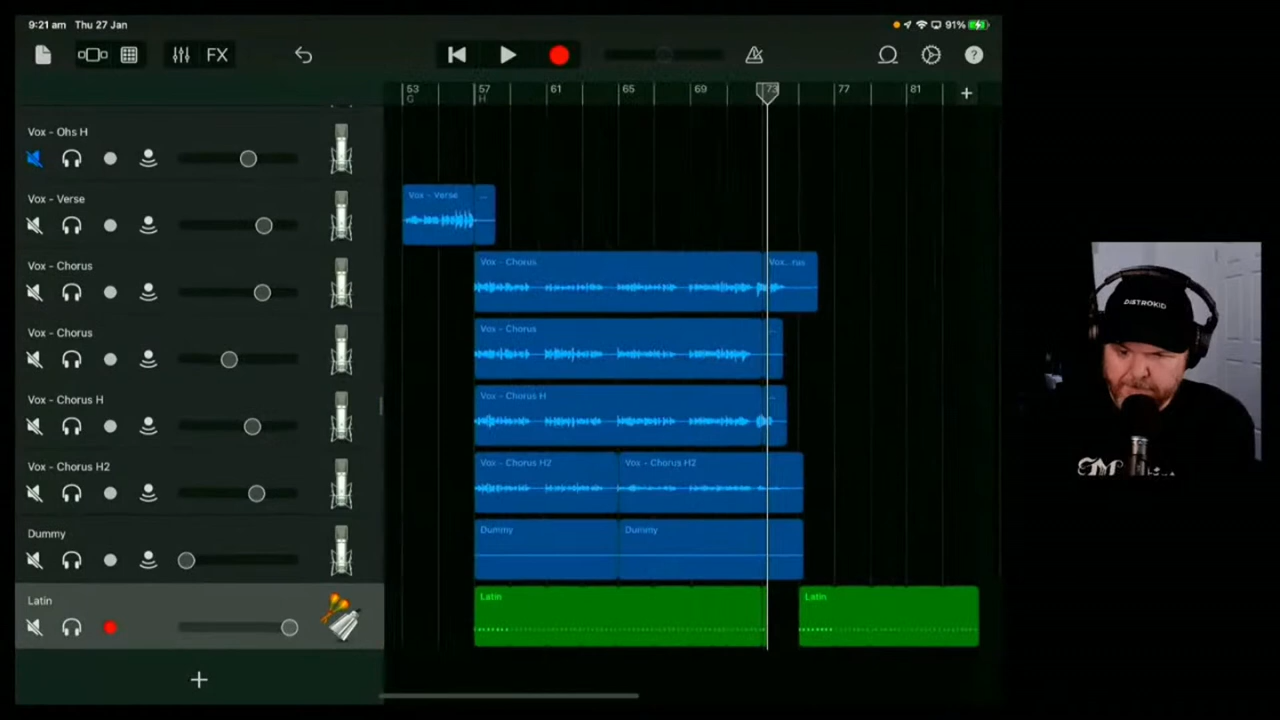 9:21 am Thu 27 Jan
91%
FX
?
53 57 61 65 69 73 77 81 +
G H
Vox - Ohs H
Vox - Verse
Vox - Verse ...
Vox - Chorus
Vox - Chorus Vox...rus
Vox - Chorus
Vox - Chorus ...
Vox - Chorus H
Vox - Chorus H ...
Vox - Chorus H2
Vox - Chorus H2 Vox - Chorus H2
Dummy
Dummy Dummy
Latin
Latin Latin
+
DISTROKID